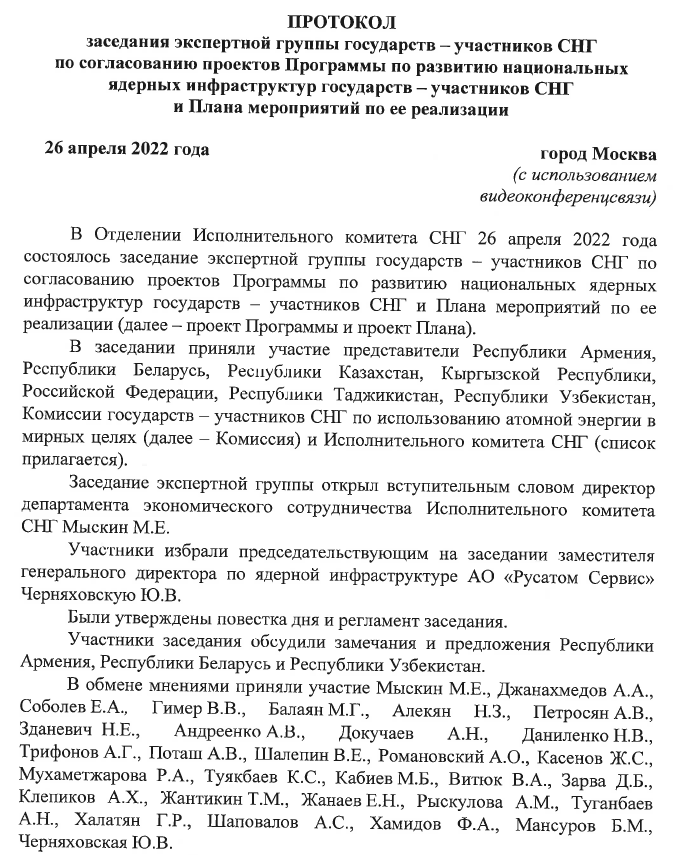 ПРОТОКОЛ
заседания экспертной группы государств – участников СНГ
по согласованию проектов Программы по развитию национальных
ядерных инфраструктур государств – участников СНГ
и Плана мероприятий по ее реализации
26 апреля 2022 года
город Москва
(с использованием
видеоконференцсвязи)
В Отделении Исполнительного комитета СНГ 26 апреля 2022 года
состоялось заседание экспертной группы государств – участников СНГ по
согласованию проектов Программы по развитию национальных ядерных
инфраструктур государств – участников СНГ и Плана мероприятий по ее
реализации (далее – проект Программы и проект Плана).
В заседании приняли участие представители Республики Армения,
Республики Беларусь, Республики Казахстан, Кыргызской Республики,
Российской Федерации, Республики Таджикистан, Республики Узбекистан,
Комиссии государств – участников СНГ по использованию атомной энергии в
мирных целях (далее – Комиссия) и Исполнительного комитета СНГ (список
прилагается).
Заседание экспертной группы открыл вступительным словом директор
департамента экономического сотрудничества Исполнительного комитета
СНГ Мыскин М.Е.
Участники избрали председательствующим на заседании заместителя
генерального директора по ядерной инфраструктуре АО «Русатом Сервис»
Черняховскую Ю.В.
Были утверждены повестка дня и регламент заседания.
Участники заседания обсудили замечания и предложения Республики
Армения, Республики Беларусь и Республики Узбекистан.
В обмене мнениями приняли участие Мыскин М.Е., Джанахмедов А.А.,
Соболев Е.А., Гимер В.В., Балаян М.Г., Алекян Н.З., Петросян А.В.,
Зданевич Н.Е., Андреенко А.В., Докучаев А.Н., Даниленко Н.В.,
Трифонов А.Г., Поташ А.В., Шалепин В.Е., Романовский А.О., Касенов Ж.С.,
Мухаметжарова Р.А., Туякбаев К.С., Кабиев М.Б., Витюк В.А., Зарва Д.Б.,
Клепиков А.Х., Жантикин Т.М., Жанаев Е.Н., Рыскулова А.М., Туганбаев
А.Н., Халатян Г.Р., Шаповалов А.С., Хамидов Ф.А., Мансуров Б.М.,
Черняховская Ю.В.